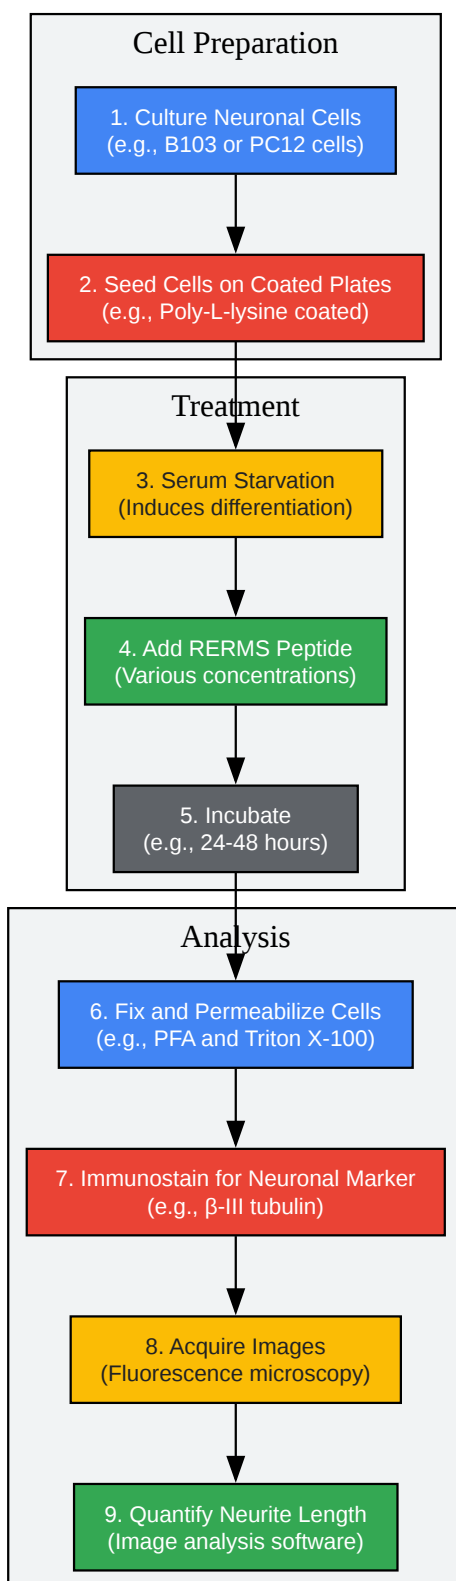 Cell Preparation
1. Culture Neuronal Cells
(e.g., B103 or PC12 cells)
2. Seed Cells on Coated Plates
(e.g., Poly-L-lysine coated)
Treatment
3. Serum Starvation
(Induces differentiation)
4. Add RERMS Peptide
(Various concentrations)
5. Incubate
(e.g., 24-48 hours)
Analysis
6. Fix and Permeabilize Cells
(e.g., PFA and Triton X-100)
7. Immunostain for Neuronal Marker
(e.g., β-III tubulin)
8. Acquire Images
(Fluorescence microscopy)
9. Quantify Neurite Length
(Image analysis software)